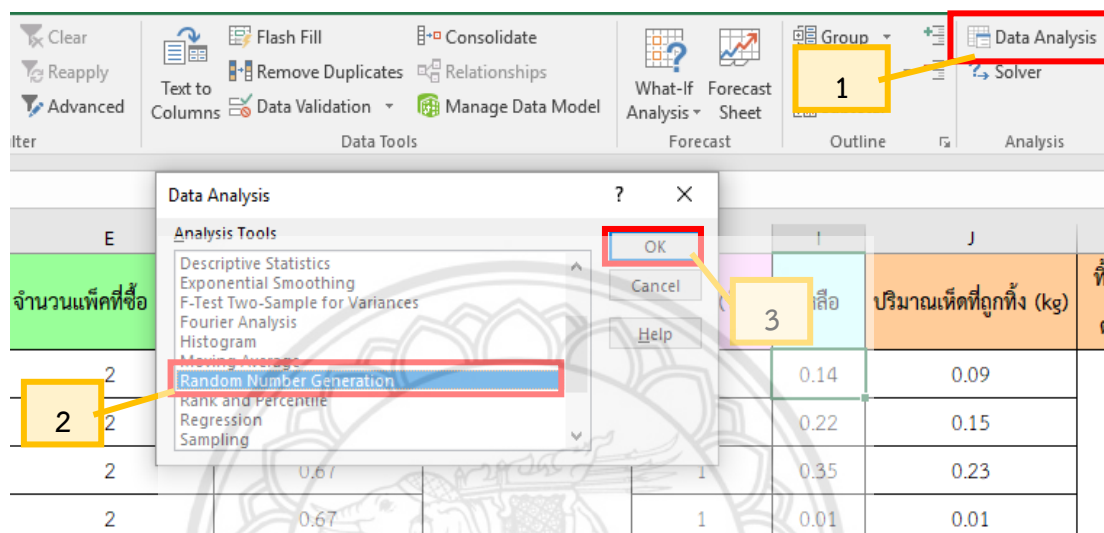 Clear
Flash Fill
Consolidate
Group
Data Analysis
Reapply
Remove Duplicates
Relationships
Solver
Advanced
Text to
Columns
Data Validation
Manage Data Model
What-If
Analysis
Forecast
Sheet
1
Data Tools
Forecast
Outline
Analysis
Data Analysis
?
E
I
J
Analysis Tools
OK
Descriptive Statistics
Exponential Smoothing
Cancel
F-Test Two-Sample for Variances
Fourier Analysis
Histogram
Help
Moving Average
Random Number Generation
Rank and Percentile
Regression
Sampling
จำนวนแพ็คที่ซื้อ
3
ปริมาณเห็ดที่ถูกทิ้ง (kg)
2
2 0.14 0.09
2 0.22 0.15
2 0.67 1 0.35 0.23
2 0.67 1 0.01 0.01